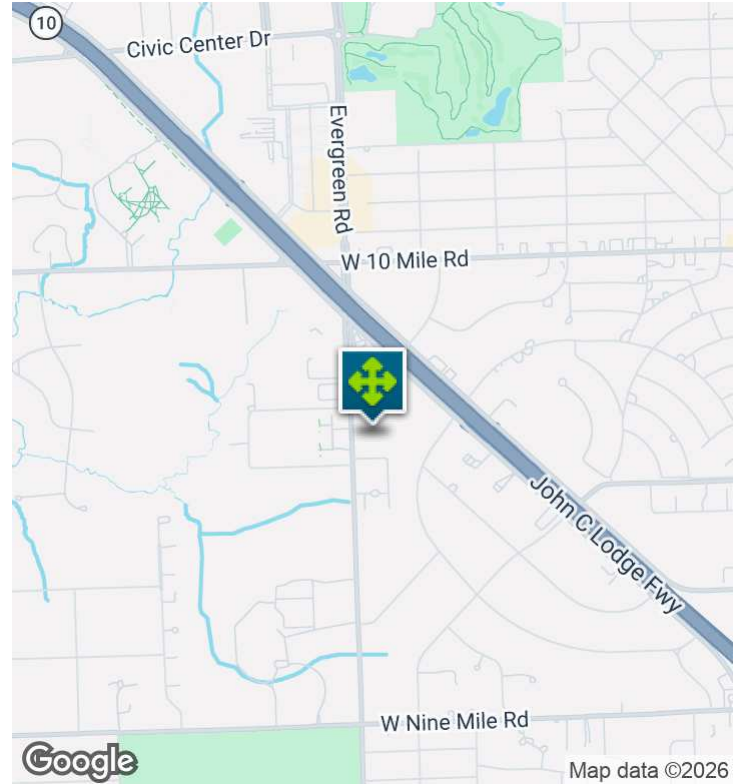 10
Civic Center Dr
Evergreen Rd
W 10 Mile Rd
John C Lodge Fwy
W Nine Mile Rd
Google
Map data ©2026